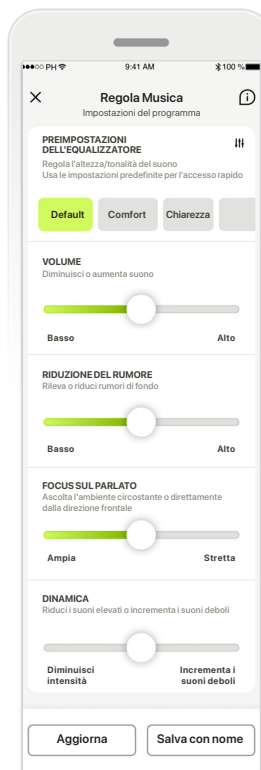 PH 9:41 AM 100 %
Regola Musica
Impostazioni del programma
PREIMPOSTAZIONI
DELL'EQUALIZZATORE
Regola l'altezza/tonalità del suono
Usa le impostazioni predefinite per l'accesso rapido
Default Comfort Chiarezza
VOLUME
Diminuisci o aumenta suono
Basso Alto
RIDUZIONE DEL RUMORE
Rileva o riduci rumori di fondo
Basso Alto
FOCUS SUL PARLATO
Ascolta l'ambiente circostante o direttamente
dalla direzione frontale
Ampia Stretta
DINAMICA
Riduci i suoni elevati o incrementa i suoni deboli
Diminuisci Incrementa i
intensità suoni deboli
Aggiorna Salva con nome